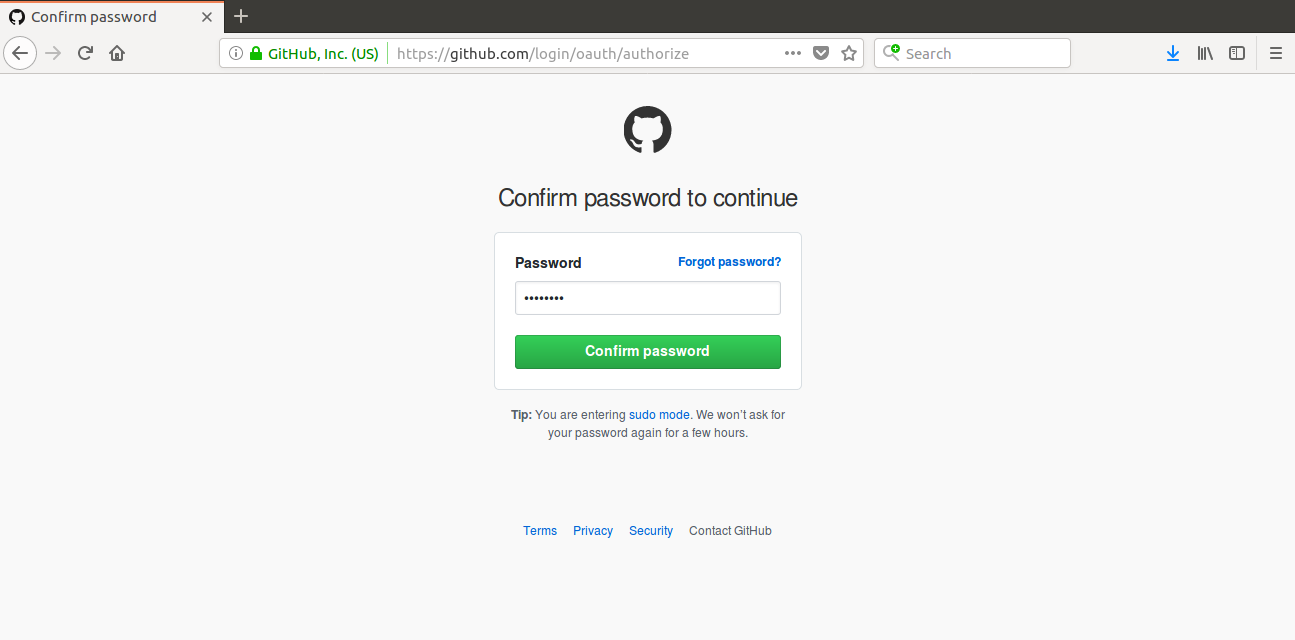 Confirm password
GitHub, Inc. (US) https://github.com/login/oauth/authorize Search
Confirm password to continue
Password Forgot password?
••••••••
Confirm password
Tip: You are entering sudo mode. We won't ask for
your password again for a few hours.
Terms Privacy Security Contact GitHub